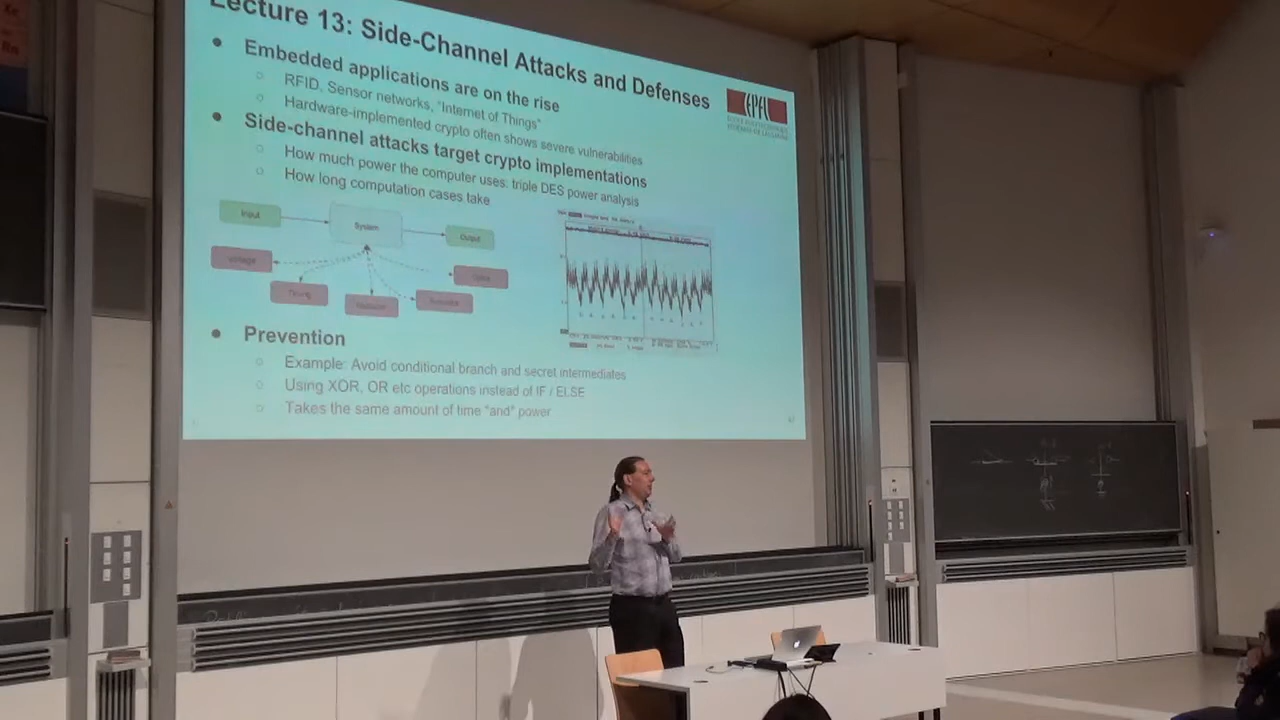 Lecture 13: Side-Channel Attacks and Defenses
EPFL
Embedded applications are on the rise
RFID, Sensor networks, "Internet of Things"
Hardware-implemented crypto often shows severe vulnerabilities
Side-channel attacks target crypto implementations
How much power the computer uses: triple DES power analysis
How long computation cases take
Input
System
Output
Voltage
Timing
Prevention
Example: Avoid conditional branch and secret intermediates
Using XOR, OR etc operations instead of IF / ELSE
Takes the same amount of time "and" power